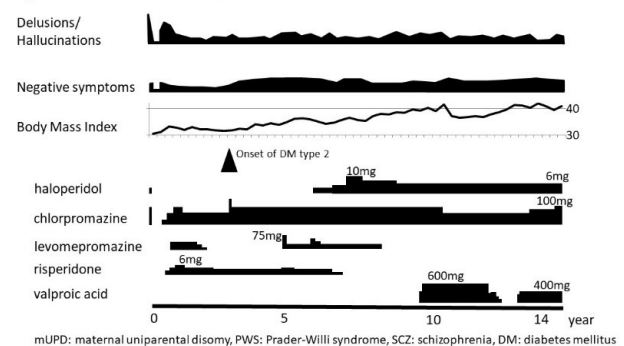 Delusions/
Hallucinations
Negative symptoms
40
Body Mass Index
30
Onset of DM type 2
10mg
6mg
haloperidol
100mg
chlorpromazine
75mg
levomepromazine
6mg
risperidone
600mg
400mg
valproic acid
0 5 10 14 year
mUPD: maternal uniparental disomy, PWS: Prader-Willi syndrome, SCZ: schizophrenia, DM: diabetes mellitus